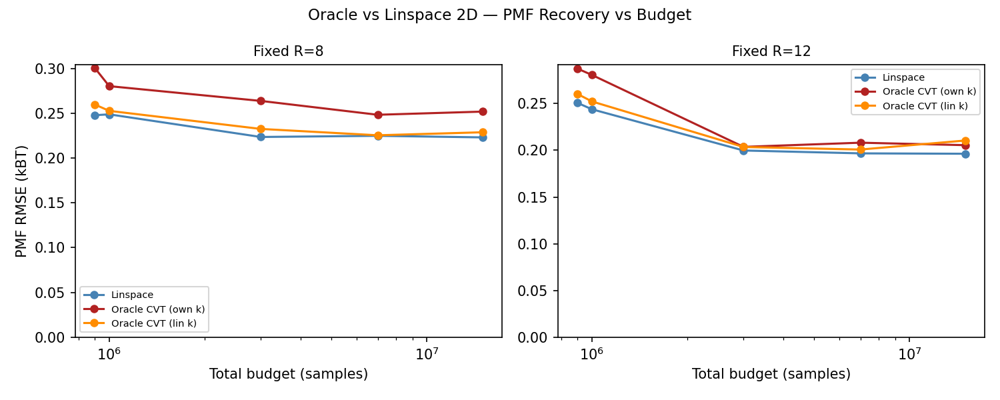 Oracle vs Linspace 2D — PMF Recovery vs Budget
Fixed R=8
PMF RMSE (kBT)
0.30
0.25
0.20
0.15
0.10
0.05
0.00
Linspace
Oracle CVT (own k)
Oracle CVT (lin k)
10⁶
10⁷
Total budget (samples)
Fixed R=12
0.25
0.20
0.15
0.10
0.05
0.00
Linspace
Oracle CVT (own k)
Oracle CVT (lin k)
10⁶
10⁷
Total budget (samples)